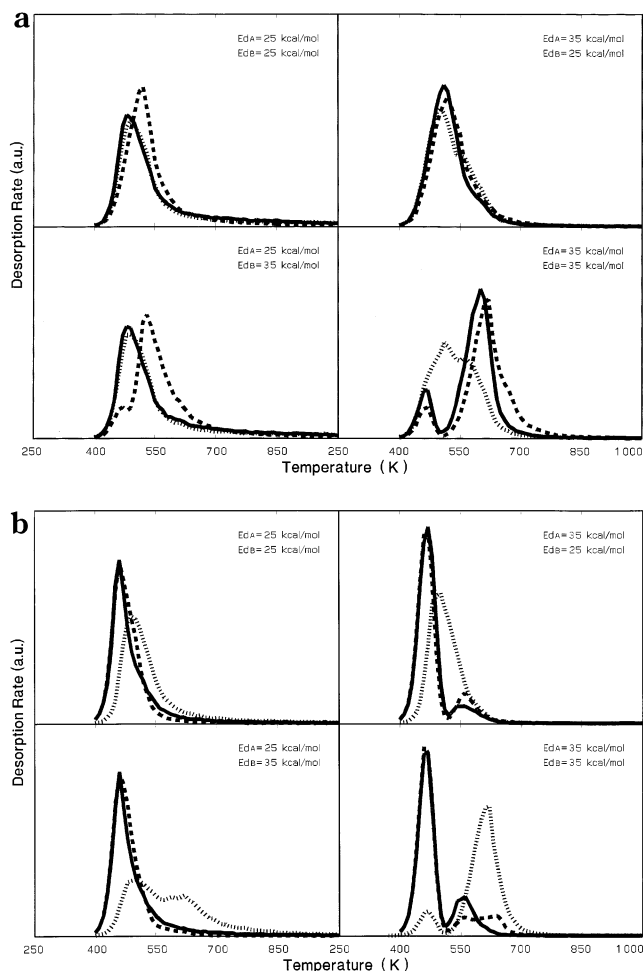 a
EdA=25 kcal/mol
EdB=25 kcal/mol
EdA=35 kcal/mol
EdB=25 kcal/mol
Desorption Rate (a.u.)
EdA=25 kcal/mol
EdB=35 kcal/mol
EdA=35 kcal/mol
EdB=35 kcal/mol
250 400 550 700 850 250 400 550 700 850 1000
Temperature (K)
b
EdA=25 kcal/mol
EdB=25 kcal/mol
EdA=35 kcal/mol
EdB=25 kcal/mol
Desorption Rate (a.u.)
EdA=25 kcal/mol
EdB=35 kcal/mol
EdA=35 kcal/mol
EdB=35 kcal/mol
250 400 550 700 850 250 400 550 700 850 1000
Temperature (K)